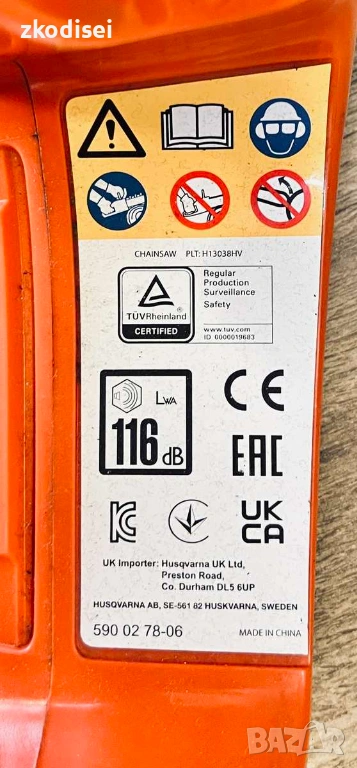 zkodisei
CHAINSAW PLT: H13038HV
TÜVRheinland
CERTIFIED
Regular
Production
Surveillance
Safety
www.tuv.com
ID 0000019683
LWA
116 dB
CE
EAC
KC
UK
CA
UK Importer: Husqvarna UK Ltd,
Preston Road,
Co. Durham DL5 6UP
HUSQVARNA AB, SE-561 82 HUSKVARNA, SWEDEN
590 02 78-06
MADE IN CHINA
BAZAR